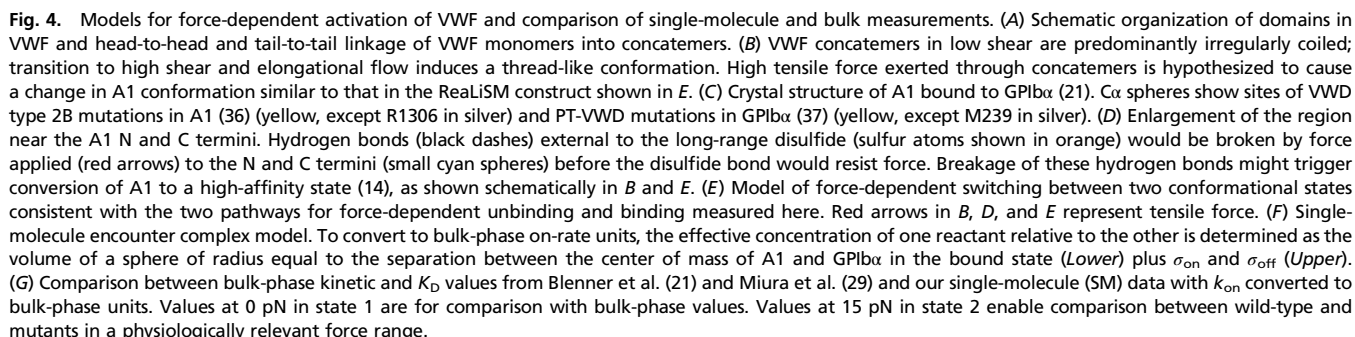 Fig. 4. Models for force-dependent activation of VWF and comparison of single-molecule and bulk measurements. (A) Schematic organization of domains in
VWF and head-to-head and tail-to-tail linkage of VWF monomers into concatemers. (B) VWF concatemers in low shear are predominantly irregularly coiled;
transition to high shear and elongational flow induces a thread-like conformation. High tensile force exerted through concatemers is hypothesized to cause
a change in A1 conformation similar to that in the ReaLiSM construct shown in E. (C) Crystal structure of A1 bound to GPIbα (21). Cα spheres show sites of VWD
type 2B mutations in A1 (36) (yellow, except R1306 in silver) and PT-VWD mutations in GPIbα (37) (yellow, except M239 in silver). (D) Enlargement of the region
near the A1 N and C termini. Hydrogen bonds (black dashes) external to the long-range disulfide (sulfur atoms shown in orange) would be broken by force
applied (red arrows) to the N and C termini (small cyan spheres) before the disulfide bond would resist force. Breakage of these hydrogen bonds might trigger
conversion of A1 to a high-affinity state (14), as shown schematically in B and E. (E) Model of force-dependent switching between two conformational states
consistent with the two pathways for force-dependent unbinding and binding measured here. Red arrows in B, D, and E represent tensile force. (F) Single-
molecule encounter complex model. To convert to bulk-phase on-rate units, the effective concentration of one reactant relative to the other is determined as the
volume of a sphere of radius equal to the separation between the center of mass of A1 and GPIbα in the bound state (Lower) plus σon and σoff (Upper).
(G) Comparison between bulk-phase kinetic and KD values from Blenner et al. (21) and Miura et al. (29) and our single-molecule (SM) data with kon converted to
bulk-phase units. Values at 0 pN in state 1 are for comparison with bulk-phase values. Values at 15 pN in state 2 enable comparison between wild-type and
mutants in a physiologically relevant force range.